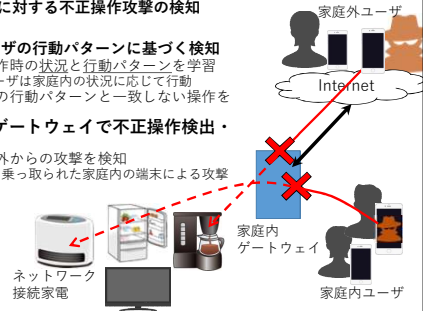 に対する不正操作攻撃の検知
ザの行動パターンに基づく検知
作時の状況と行動パターンを学習
ーザは家庭内の状況に応じて行動
の行動パターンと一致しない操作を
ゲートウェイで不正操作検出・
外からの攻撃を検知
乗っ取られた家庭内の端末による攻撃
家庭外ユーザ
Internet
家庭内
ゲートウェイ
ネットワーク
接続家電
家庭内ユーザ